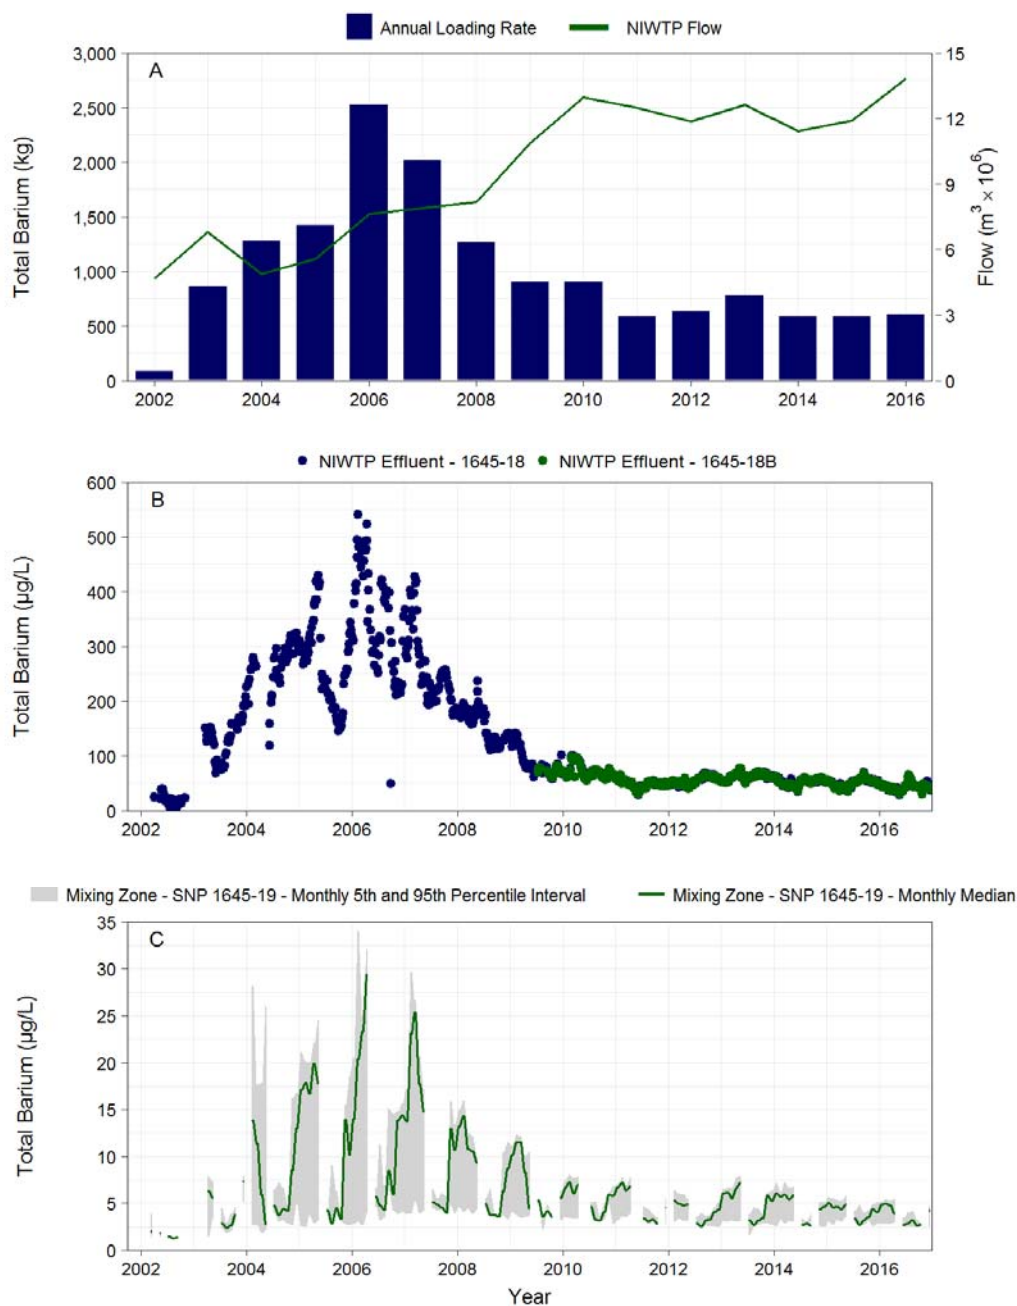 Annual Loading Rate NIWTP Flow
A
3,000
2,500
2,000
1,500
1,000
500
0
Total Barium (kg)
15
12
9
6
3
0
Flow (m³ × 10⁶)
2002 2004 2006 2008 2010 2012 2014 2016
NIWTP Effluent - 1645-18 NIWTP Effluent - 1645-18B
B
600
500
400
300
200
100
0
Total Barium (µg/L)
2002 2004 2006 2008 2010 2012 2014 2016
Mixing Zone - SNP 1645-19 - Monthly 5th and 95th Percentile Interval Mixing Zone - SNP 1645-19 - Monthly Median
C
35
30
25
20
15
10
5
0
Total Barium (µg/L)
2002 2004 2006 2008 2010 2012 2014 2016
Year